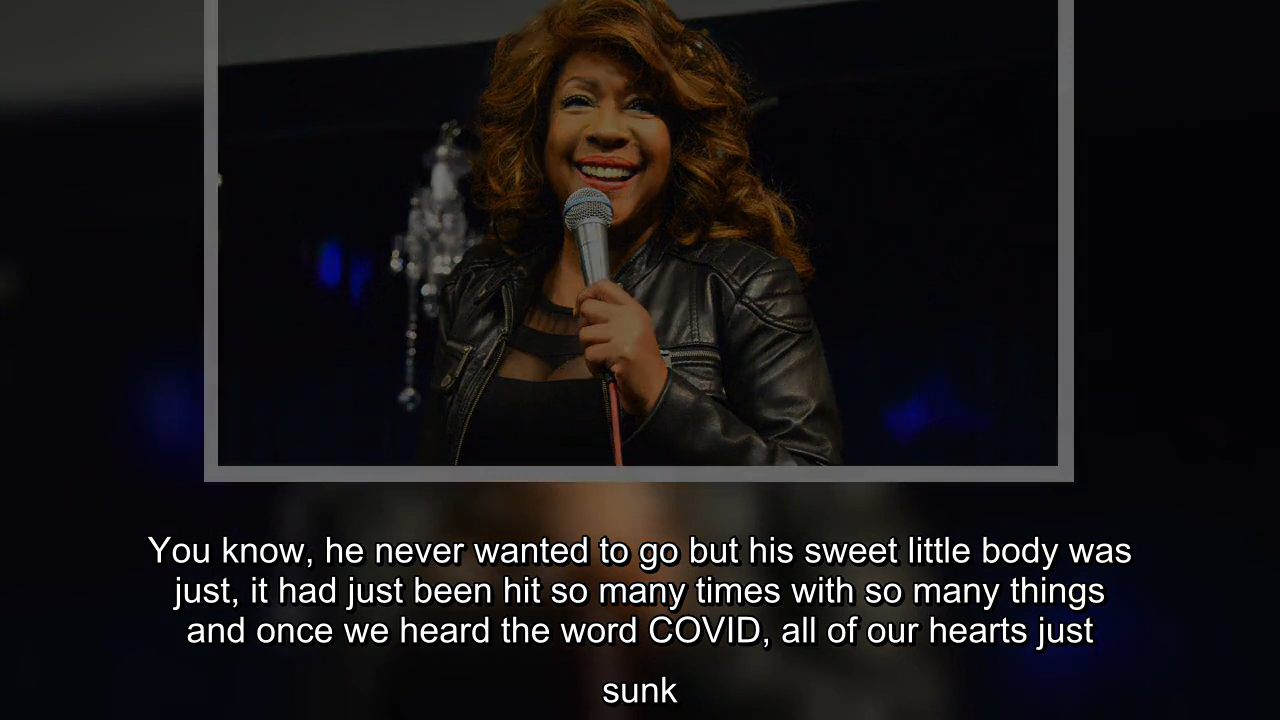 You know, he never wanted to go but his sweet little body was
just, it had just been hit so many times with so many things
and once we heard the word COVID, all of our hearts just
sunk